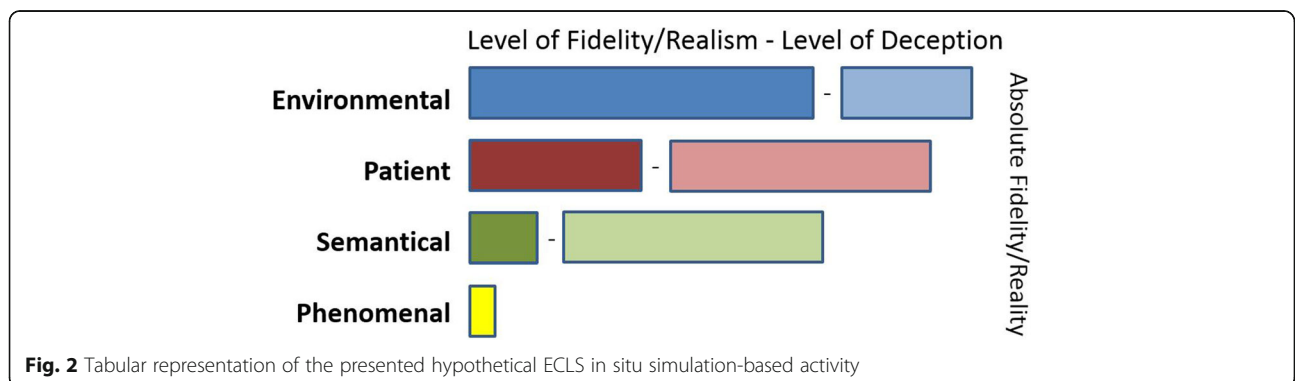 Level of Fidelity/Realism - Level of Deception
Environmental
-
Patient
-
Semantical
-
Phenomenal
Absolute Fidelity/Reality
Fig. 2 Tabular representation of the presented hypothetical ECLS in situ simulation-based activity